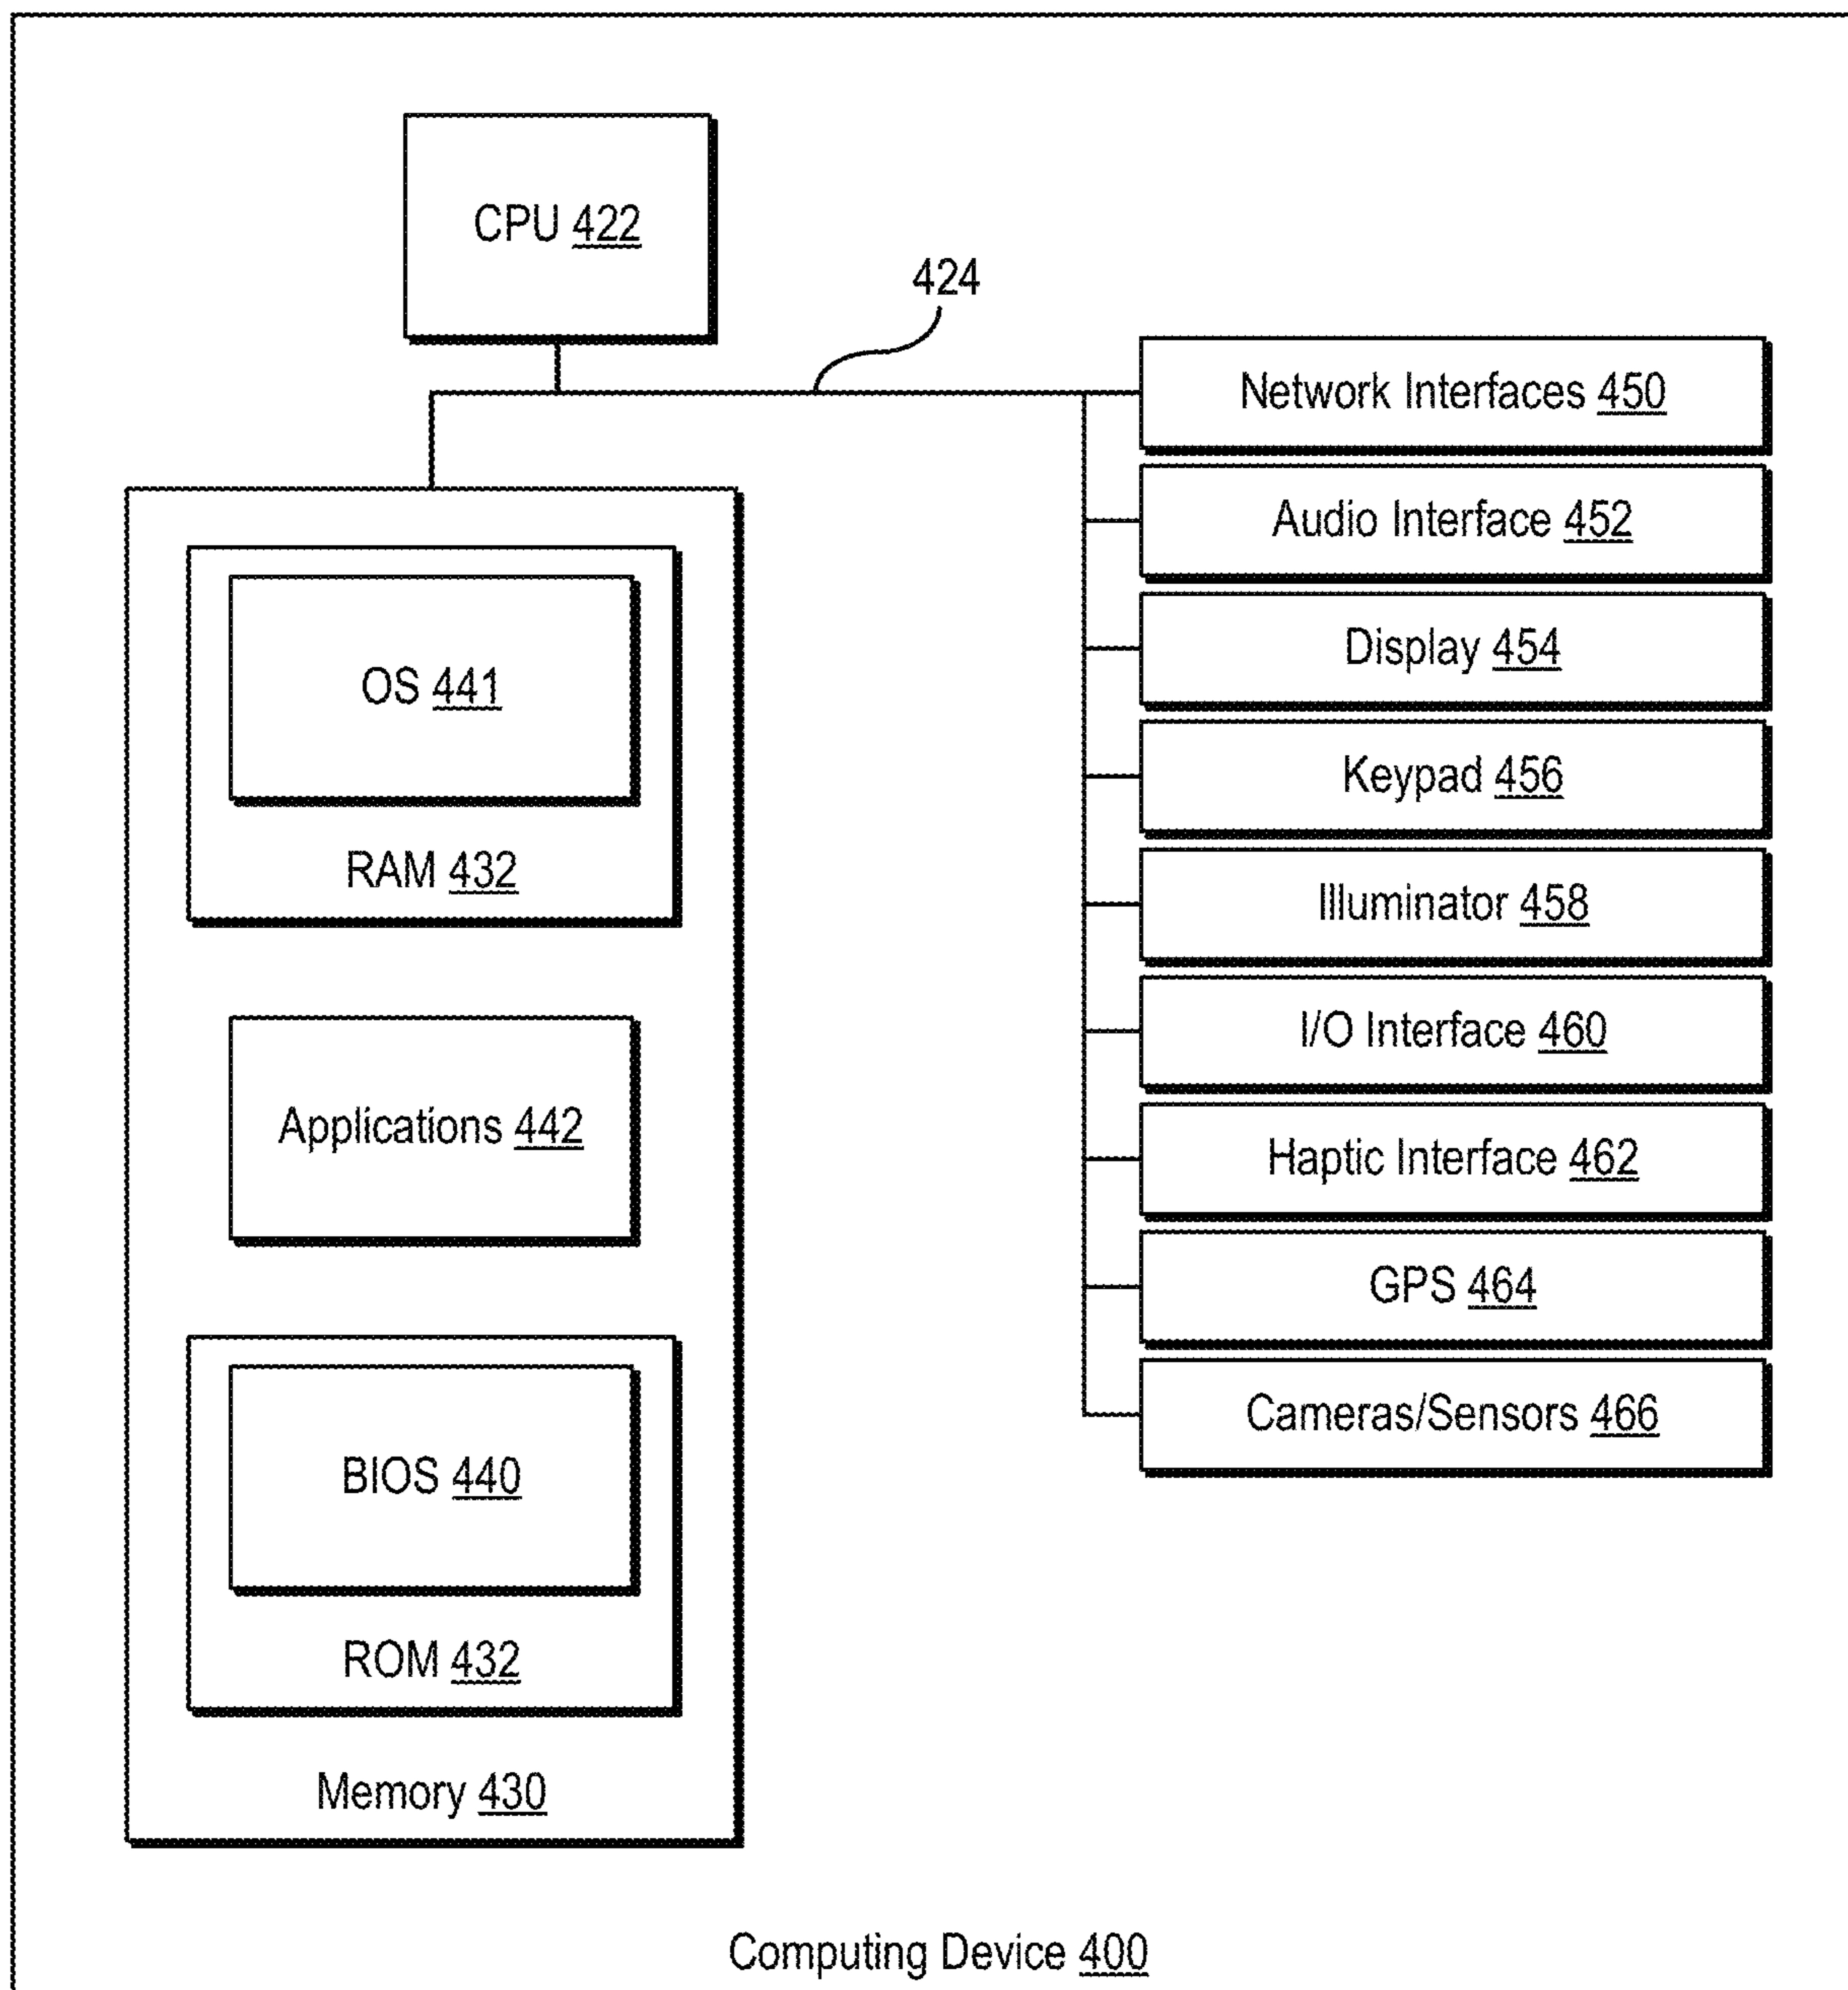 CPU 422
424
Network Interfaces 450
Audio Interface 452
Display 454
Keypad 456
Illuminator 458
I/O Interface 460
Haptic Interface 462
GPS 464
Cameras/Sensors 466
OS 441
RAM 432
Applications 442
BIOS 440
ROM 432
Memory 430
Computing Device 400